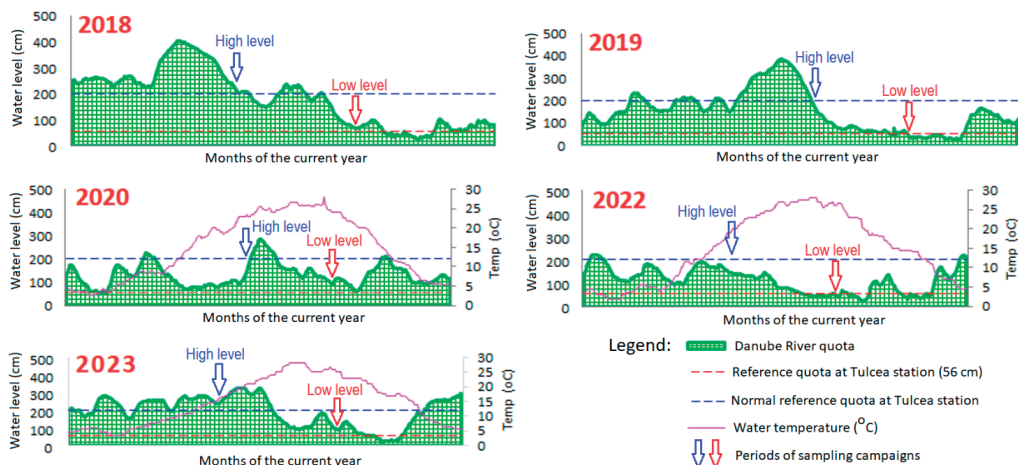 2018
Water level (cm)
500
400
300
200
100
0
High level
Low level
Months of the current year
2019
Water level (cm)
500
400
300
200
100
0
High level
Low level
Months of the current year
2020
Water level (cm)
500
400
300
200
100
0
High level
Low level
30
25
20
15
10
5
0
Temp (oC)
Months of the current year
2022
Water level (cm)
500
400
300
200
100
0
High level
Low level
30
25
20
15
10
5
0
Temp (oC)
Months of the current year
2023
Water level (cm)
500
400
300
200
100
0
High level
Low level
30
25
20
15
10
5
0
Temp (oC)
Months of the current year
Legend:
Danube River quota
Reference quota at Tulcea station (56 cm)
Normal reference quota at Tulcea station
Water temperature (°C)
Periods of sampling campaigns